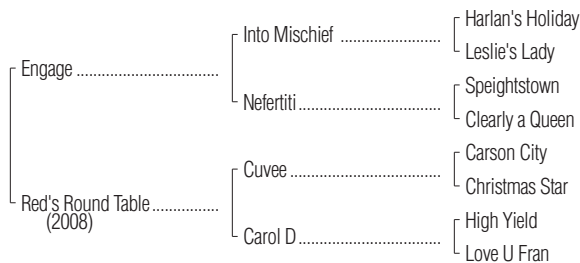 Harlan's Holiday
Into Mischief ....................
Leslie's Lady
Engage ............................
Speightstown
Nefertiti ..........................
Clearly a Queen
Carson City
Cuvee .............................
Christmas Star
Red's Round Table .............
(2008)
High Yield
Carol D ...........................
Love U Fran